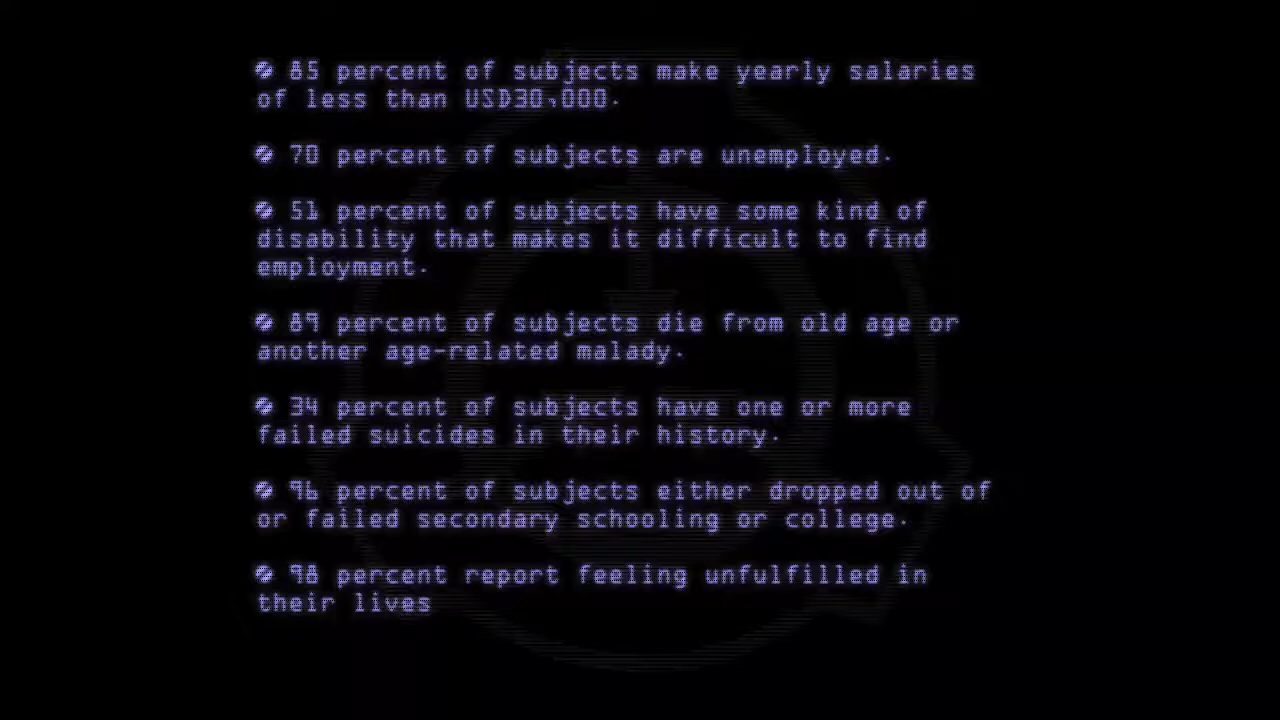 • 85 percent of subjects make yearly salaries
of less than USD30,000.
• 70 percent of subjects are unemployed.
• 51 percent of subjects have some kind of
disability that makes it difficult to find
employment.
• 89 percent of subjects die from old age or
another age-related malady.
• 34 percent of subjects have one or more
failed suicides in their history.
• 96 percent of subjects either dropped out of
or failed secondary schooling or college.
• 98 percent report feeling unfulfilled in
their lives